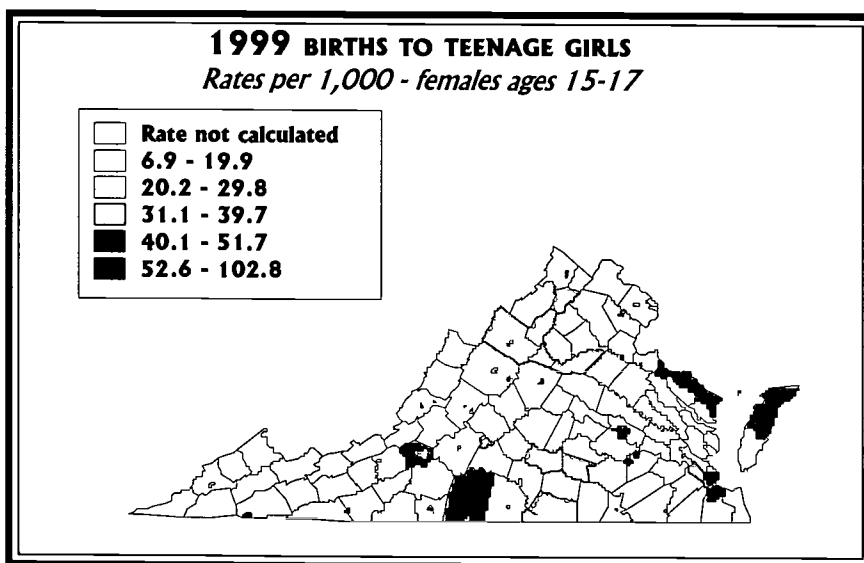 1999 BIRTHS TO TEENAGE GIRLS
Rates per 1,000 - females ages 15-17
Rate not calculated
6.9 - 19.9
20.2 - 29.8
31.1 - 39.7
40.1 - 51.7
52.6 - 102.8